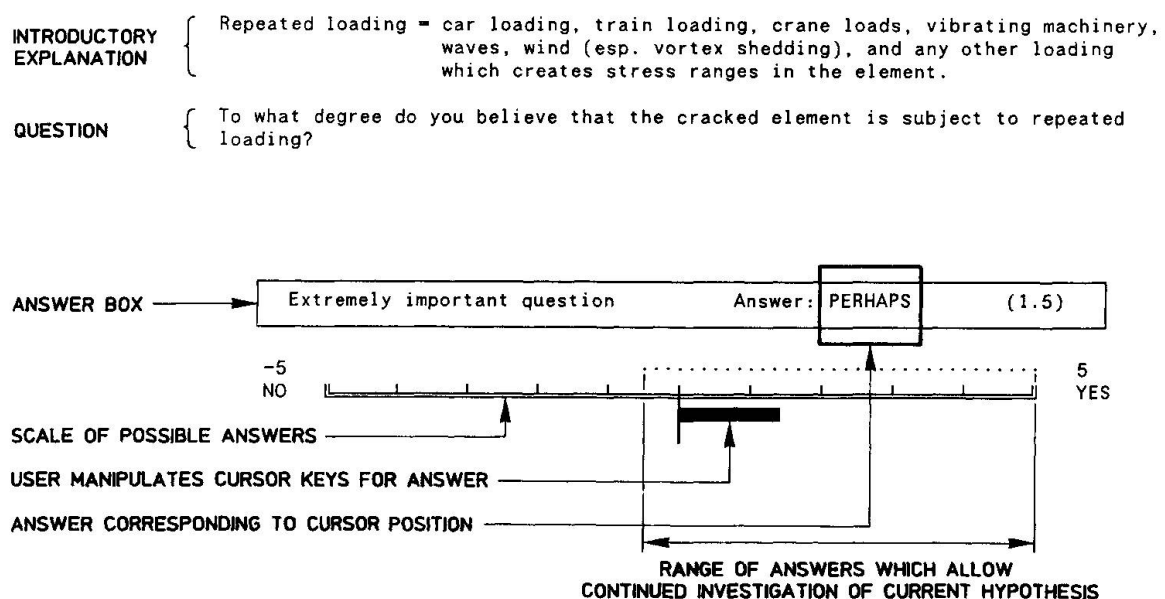 INTRODUCTORY
EXPLANATION
Repeated loading = car loading, train loading, crane loads, vibrating machinery,
waves, wind (esp. vortex shedding), and any other loading
which creates stress ranges in the element.
QUESTION
To what degree do you believe that the cracked element is subject to repeated
loading?
ANSWER BOX
Extremely important question Answer: PERHAPS (1.5)
-5
NO
5
YES
SCALE OF POSSIBLE ANSWERS
USER MANIPULATES CURSOR KEYS FOR ANSWER
ANSWER CORRESPONDING TO CURSOR POSITION
RANGE OF ANSWERS WHICH ALLOW
CONTINUED INVESTIGATION OF CURRENT HYPOTHESIS